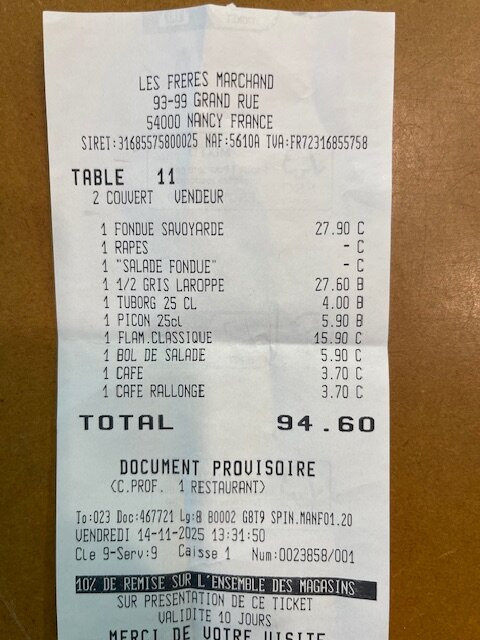 LES FRERES MARCHAND
93-99 GRAND RUE
54000 NANCY FRANCE
SIRET:31685575800025 NAF:5610A TVA:FR72316855758
TABLE 11
2 COUVERT VENDEUR
1 FONDUE SAVOYARDE 27.90 C
1 RAPES - C
1 "SALADE FONDUE" - C
1 1/2 GRIS LAROPPE 27.60 B
1 TUBORG 25 CL 4.00 B
1 PICON 25cl 5.90 B
1 FLAM.CLASSIQUE 15.90 C
1 BOL DE SALADE 5.90 C
1 CAFE 3.70 C
1 CAFE RALLONGE 3.70 C
TOTAL 94.60
DOCUMENT PROVISOIRE
(C.PROF. 1 RESTAURANT)
To:023 Doc:467721 Lg:8 B0002 GBT9 SPIN.MANF01.20
VENDREDI 14-11-2025 13:31:50
CLe 9-Serv:9 Caisse 1 Num:0023858/001
10% DE REMISE SUR L'ENSEMBLE DES MAGASINS
SUR PRESENTATION DE CE TICKET
VALIDITE 10 JOURS
MERCI DE VOTRE VISITE